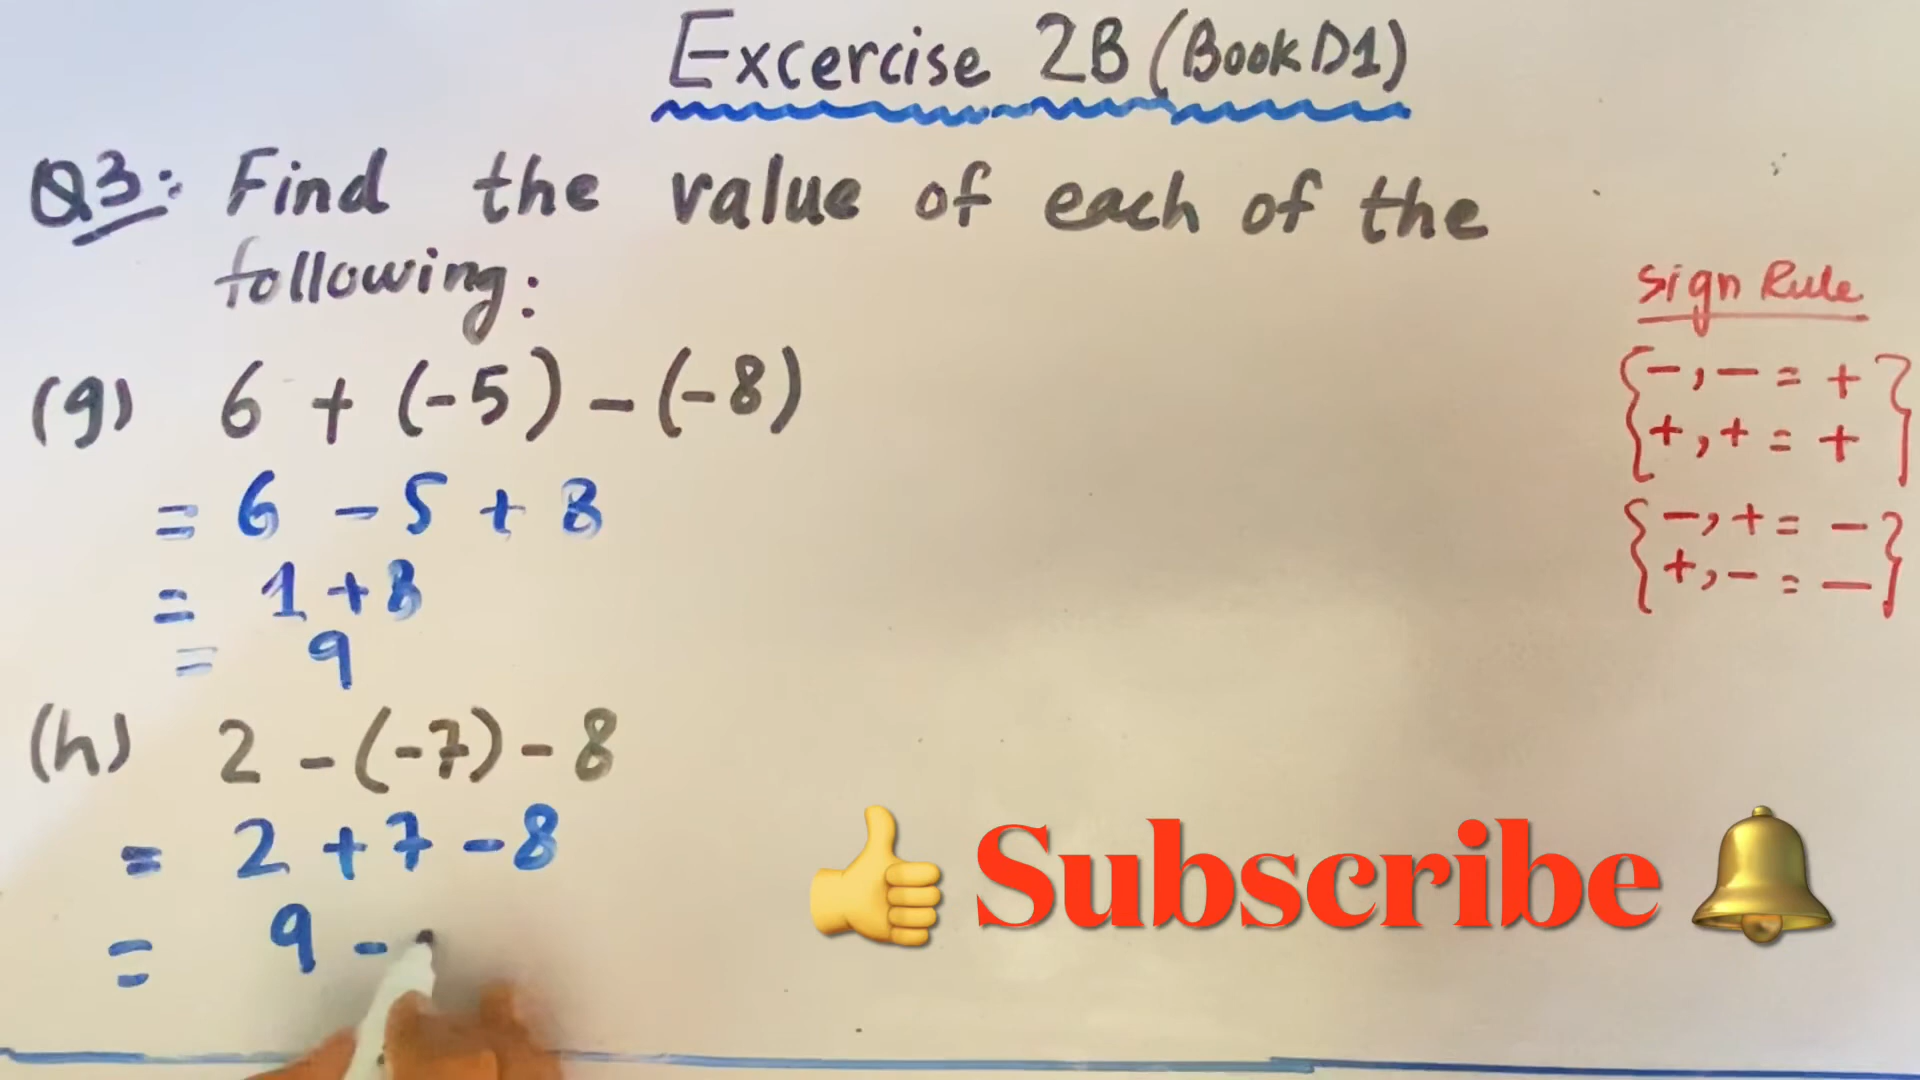 Excercise 2B (Book D1)
Q3: Find the value of each of the
following:
Sign Rule
{ -, - = + }
{ +, + = + }
{ -, + = - }
{ +, - = - }
(g) 6 + (-5) - (-8)
= 6 - 5 + 8
= 1 + 8
= 9
(h) 2 - (-7) - 8
= 2 + 7 - 8
= 9 -
👍 Subscribe 🔔